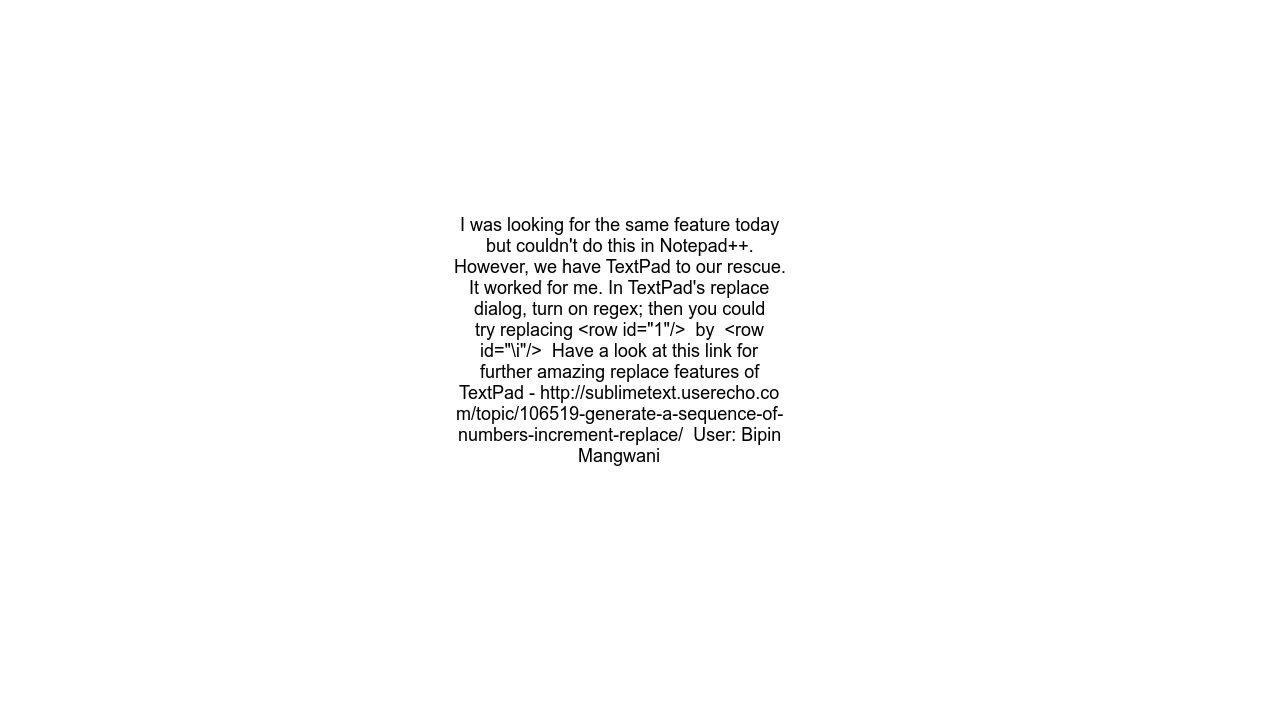 I was looking for the same feature today
but couldn't do this in Notepad++.
However, we have TextPad to our rescue.
It worked for me. In TextPad's replace
dialog, turn on regex; then you could
try replacing <row id="1"/>  by  <row
id="\i"/>  Have a look at this link for
further amazing replace features of
TextPad - http://sublimetext.userecho.co
m/topic/106519-generate-a-sequence-of-
numbers-increment-replace/  User: Bipin
Mangwani